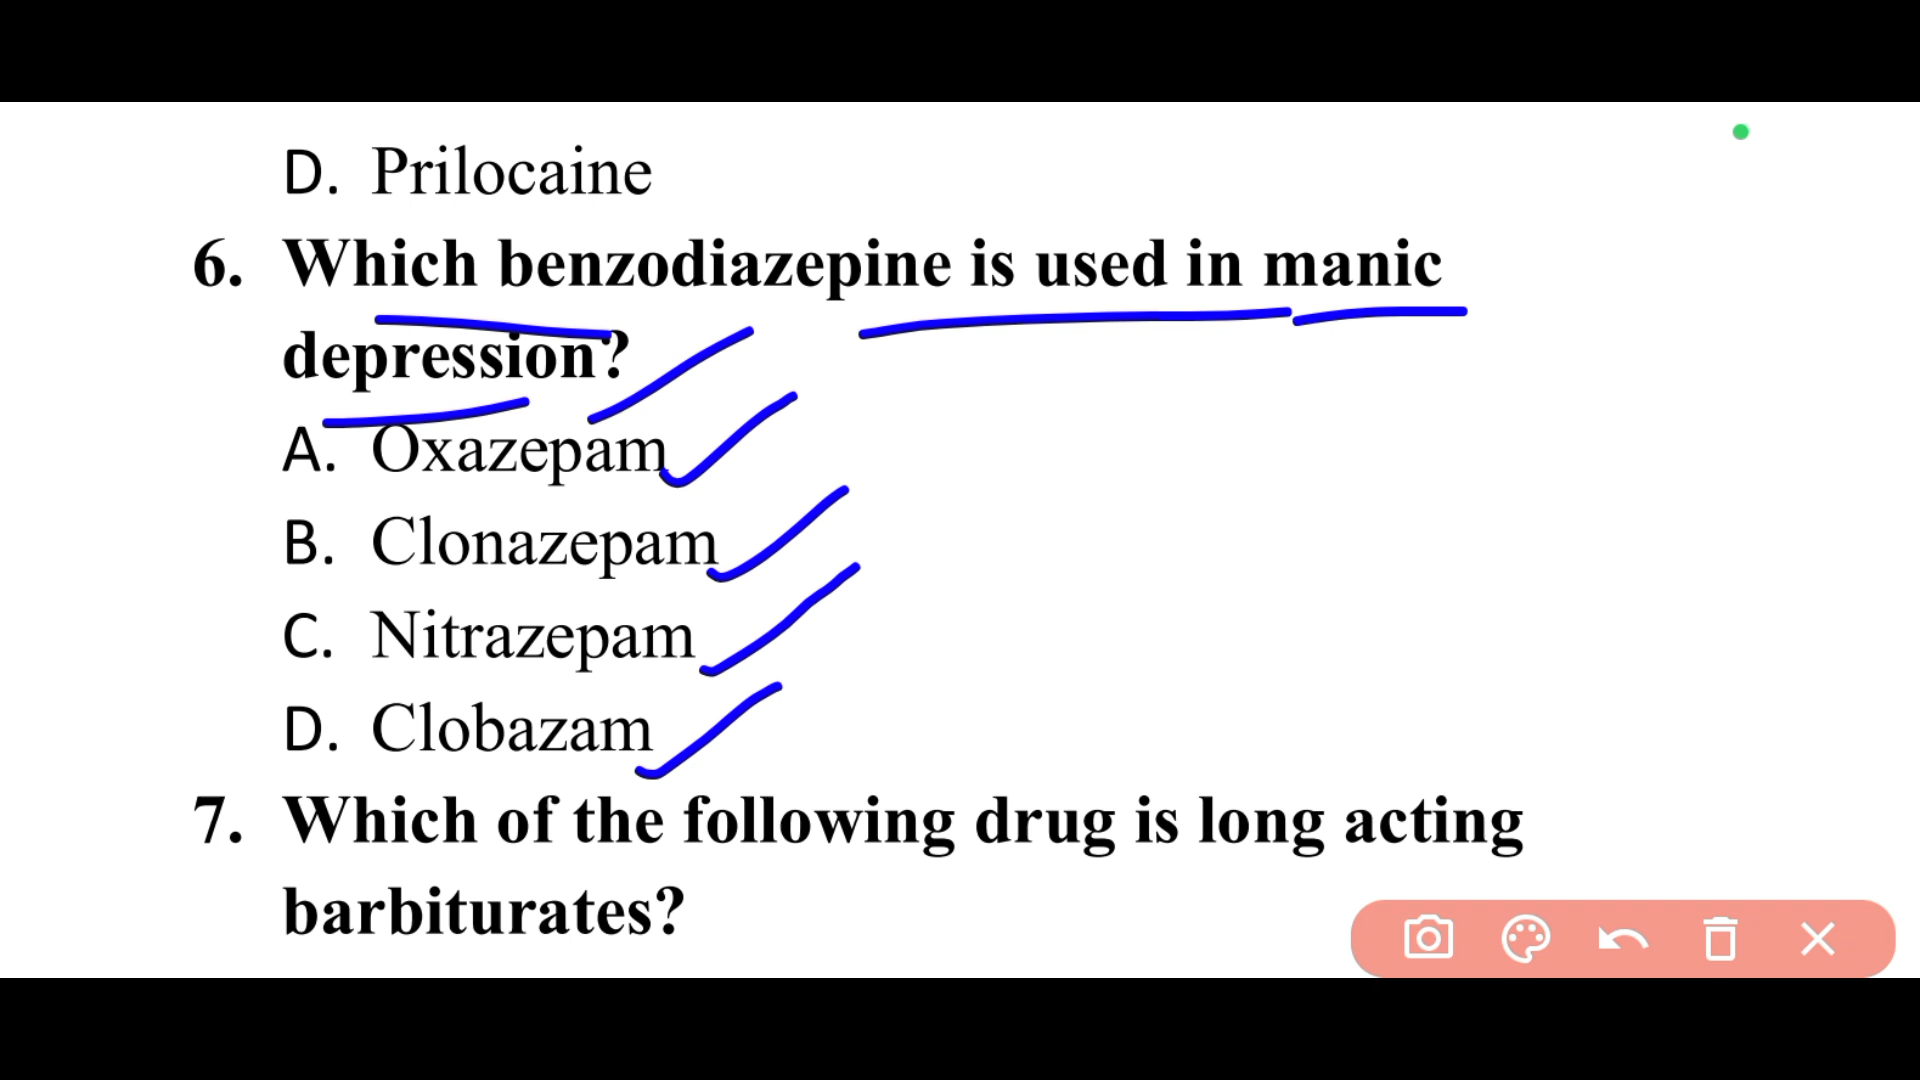 D. Prilocaine
6. Which benzodiazepine is used in manic
depression?
A. Oxazepam
B. Clonazepam
C. Nitrazepam
D. Clobazam
7. Which of the following drug is long acting
barbiturates?